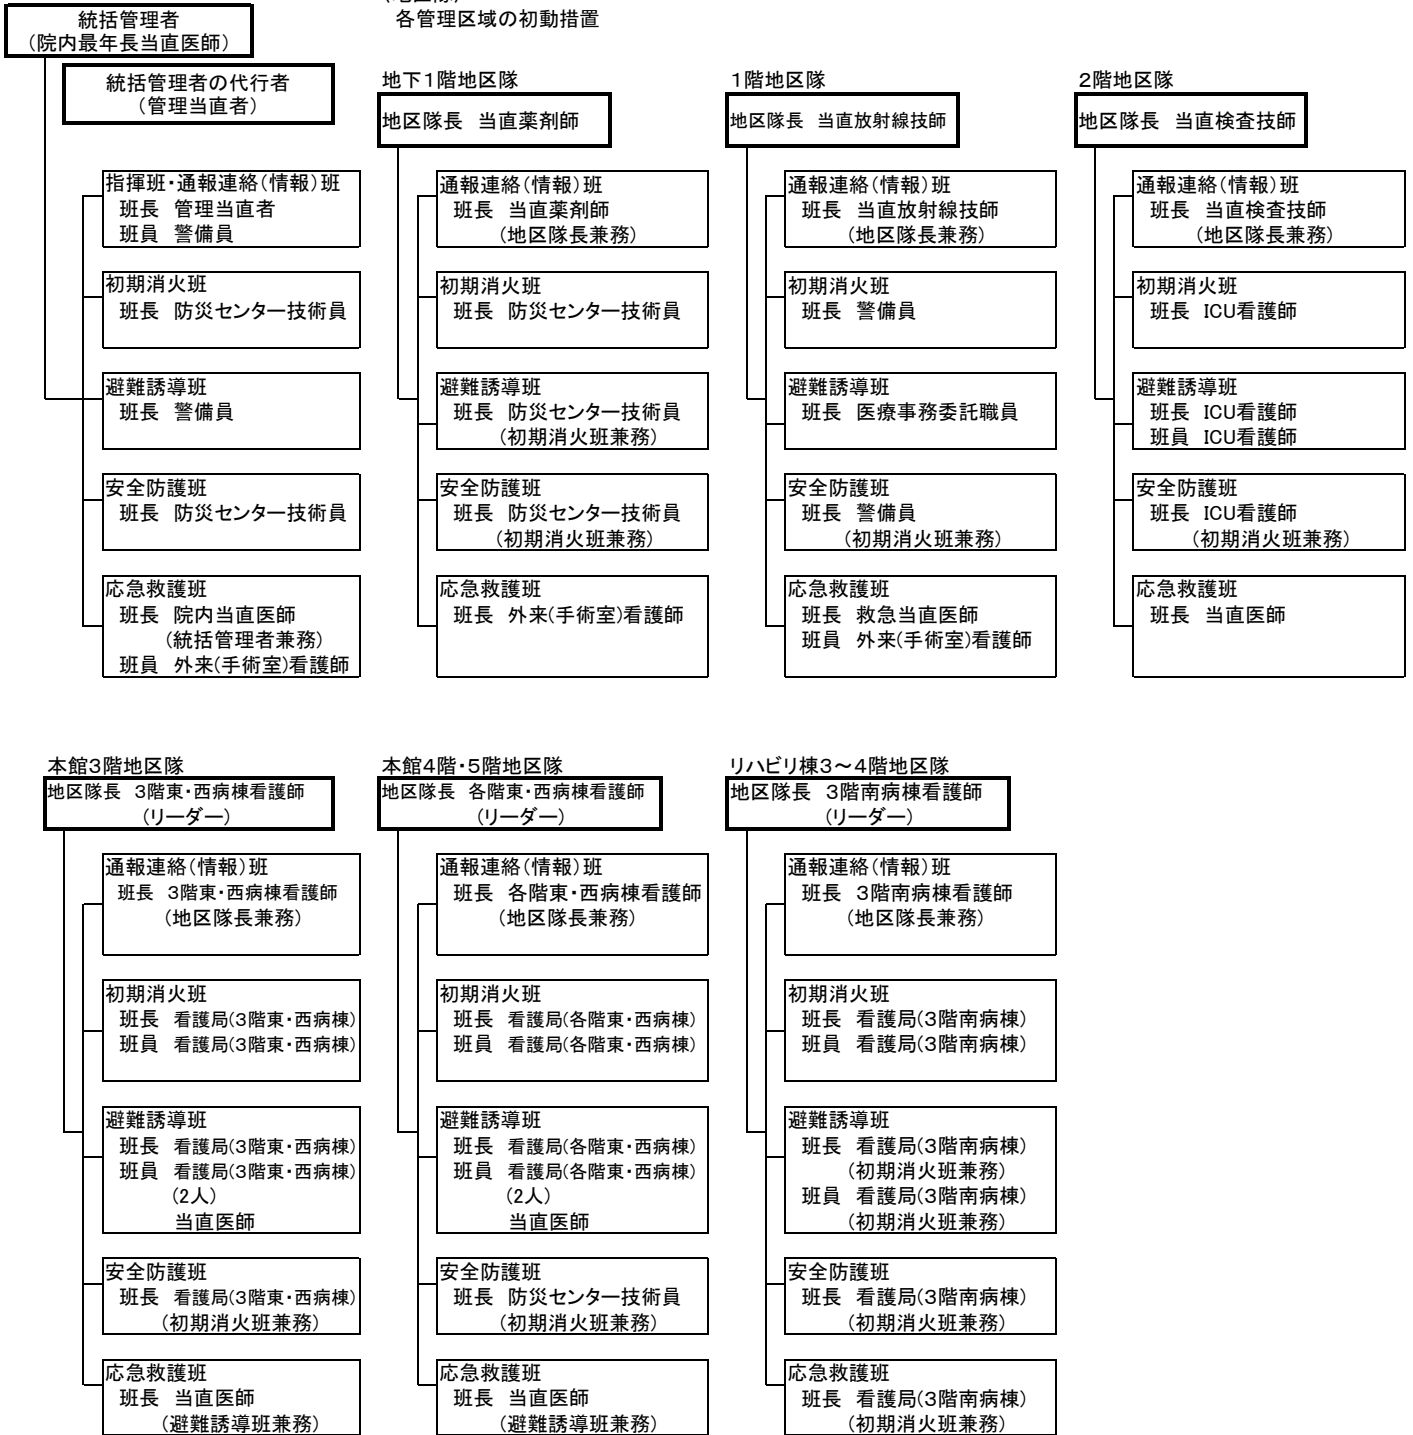 統括管理者
(院内最年長当直医師)
統括管理者の代行者
(管理当直者)
指揮班・通報連絡(情報)班
班長 管理当直者
班員 警備員
初期消火班
班長 防災センター技術員
避難誘導班
班長 警備員
安全防護班
班長 防災センター技術員
応急救護班
班長 院内当直医師
(統括管理者兼務)
班員 外来(手術室)看護師
各管理区域の初動措置
地下1階地区隊
地区隊長 当直薬剤師
通報連絡(情報)班
班長 当直薬剤師
(地区隊長兼務)
初期消火班
班長 防災センター技術員
避難誘導班
班長 防災センター技術員
(初期消火班兼務)
安全防護班
班長 防災センター技術員
(初期消火班兼務)
応急救護班
班長 外来(手術室)看護師
1階地区隊
地区隊長 当直放射線技師
通報連絡(情報)班
班長 当直放射線技師
(地区隊長兼務)
初期消火班
班長 警備員
避難誘導班
班長 医療事務委託職員
安全防護班
班長 警備員
(初期消火班兼務)
応急救護班
班長 救急当直医師
班員 外来(手術室)看護師
2階地区隊
地区隊長 当直検査技師
通報連絡(情報)班
班長 当直検査技師
(地区隊長兼務)
初期消火班
班長 ICU看護師
避難誘導班
班長 ICU看護師
班員 ICU看護師
安全防護班
班長 ICU看護師
(初期消火班兼務)
応急救護班
班長 当直医師
本館3階地区隊
地区隊長 3階東・西病棟看護師
(リーダー)
通報連絡(情報)班
班長 3階東・西病棟看護師
(地区隊長兼務)
初期消火班
班長 看護局(3階東・西病棟)
班員 看護局(3階東・西病棟)
避難誘導班
班長 看護局(3階東・西病棟)
班員 看護局(3階東・西病棟)
(2人)
当直医師
安全防護班
班長 看護局(3階東・西病棟)
(初期消火班兼務)
応急救護班
班長 当直医師
(避難誘導班兼務)
本館4階・5階地区隊
地区隊長 各階東・西病棟看護師
(リーダー)
通報連絡(情報)班
班長 各階東・西病棟看護師
(地区隊長兼務)
初期消火班
班長 看護局(各階東・西病棟)
班員 看護局(各階東・西病棟)
避難誘導班
班長 看護局(各階東・西病棟)
班員 看護局(各階東・西病棟)
(2人)
当直医師
安全防護班
班長 防災センター技術員
(初期消火班兼務)
応急救護班
班長 当直医師
(避難誘導班兼務)
リハビリ棟3～4階地区隊
地区隊長 3階南病棟看護師
(リーダー)
通報連絡(情報)班
班長 3階南病棟看護師
(地区隊長兼務)
初期消火班
班長 看護局(3階南病棟)
班員 看護局(3階南病棟)
避難誘導班
班長 看護局(3階南病棟)
(初期消火班兼務)
班員 看護局(3階南病棟)
(初期消火班兼務)
安全防護班
班長 看護局(3階南病棟)
(初期消火班兼務)
応急救護班
班長 看護局(3階南病棟)
(初期消火班兼務)